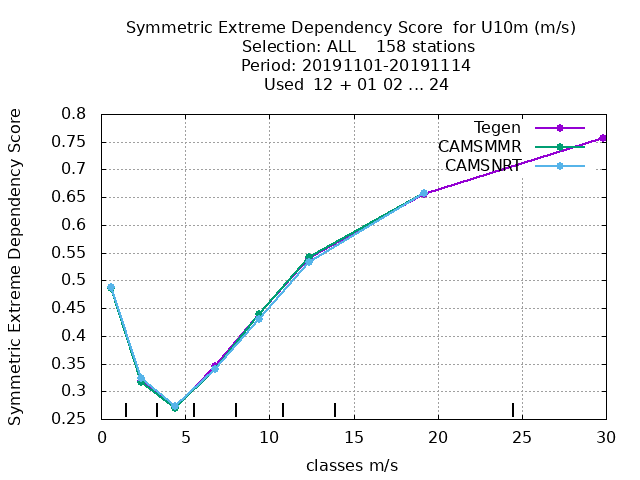 Symmetric Extreme Dependency Score  for U10m (m/s)
Selection: ALL    158 stations
Period: 20191101-20191114
Used  12 + 01 02 ... 24
Symmetric Extreme Dependency Score
0.8
0.75
0.7
0.65
0.6
0.55
0.5
0.45
0.4
0.35
0.3
0.25
Tegen
CAMSMMR
CAMSNRT
0 5 10 15 20 25 30
classes m/s